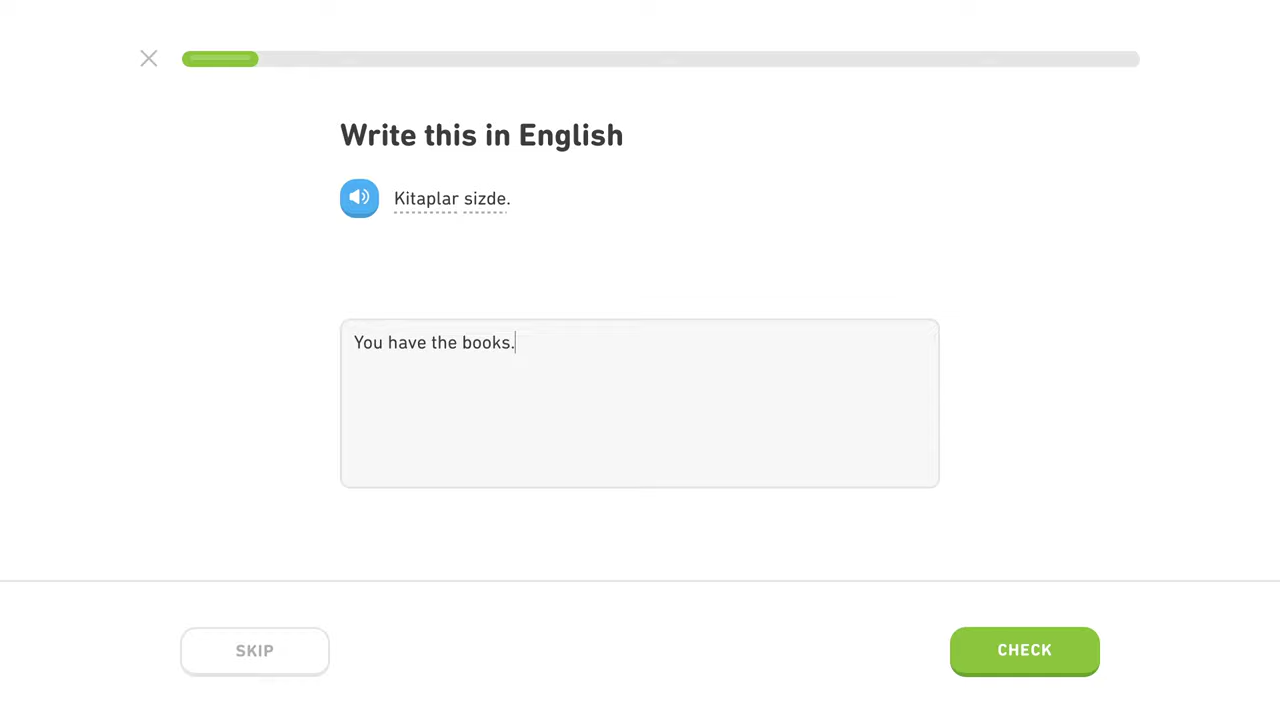 Write this in English
Kitaplar sizde.
You have the books.
SKIP
CHECK